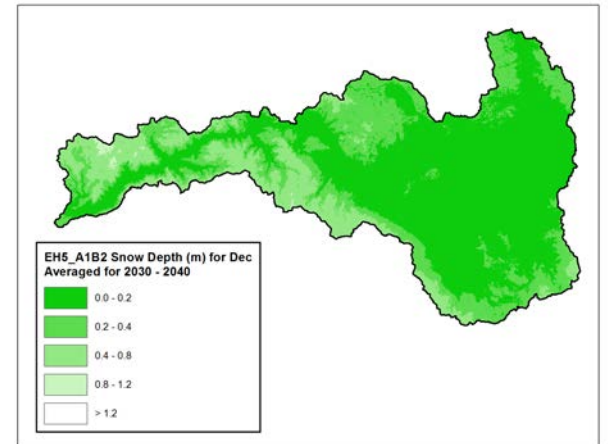 EH5_A1B2 Snow Depth (m) for Dec
Averaged for 2030 - 2040
0.0 - 0.2
0.2 - 0.4
0.4 - 0.8
0.8 - 1.2
> 1.2